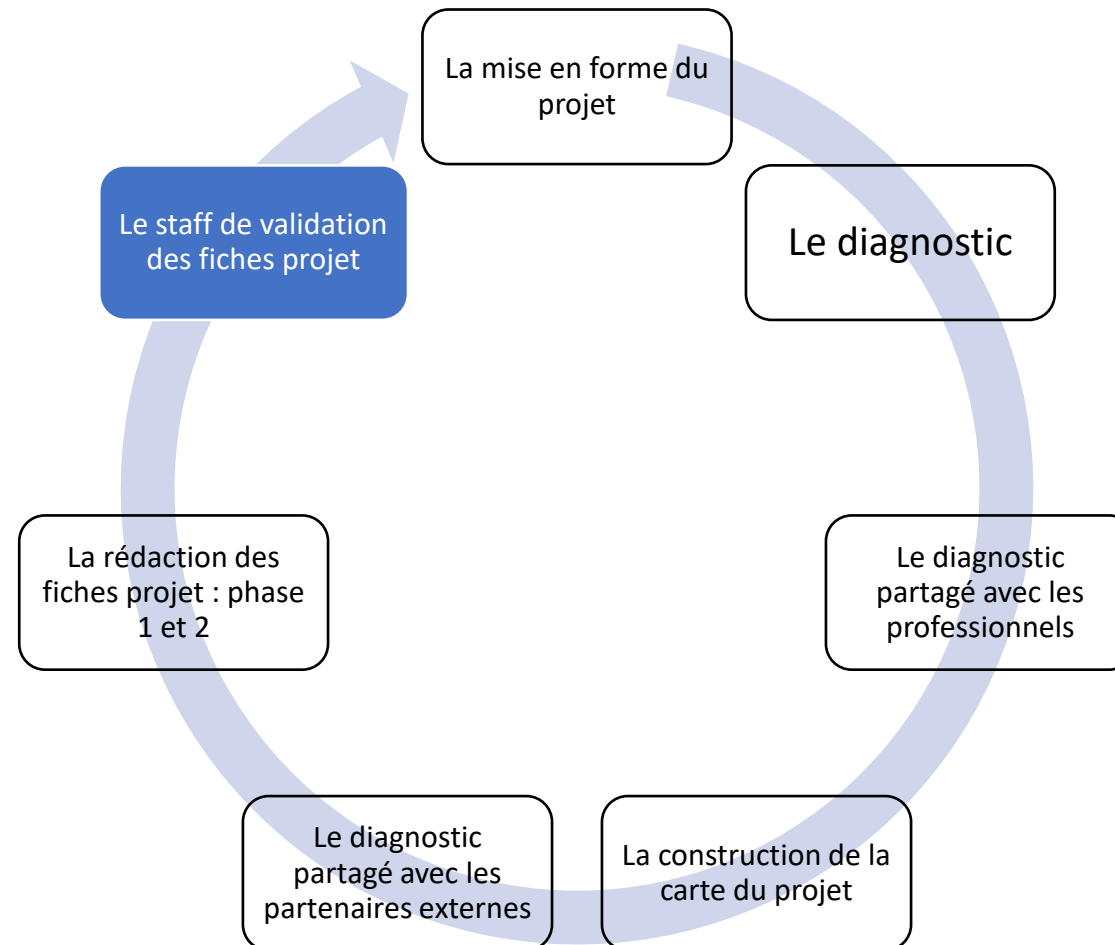 La mise en forme du
projet
Le diagnostic
Le diagnostic
partagé avec les
professionnels
La construction de la
carte du projet
Le diagnostic
partagé avec les
partenaires externes
La rédaction des
fiches projet : phase
1 et 2
Le staff de validation
des fiches projet